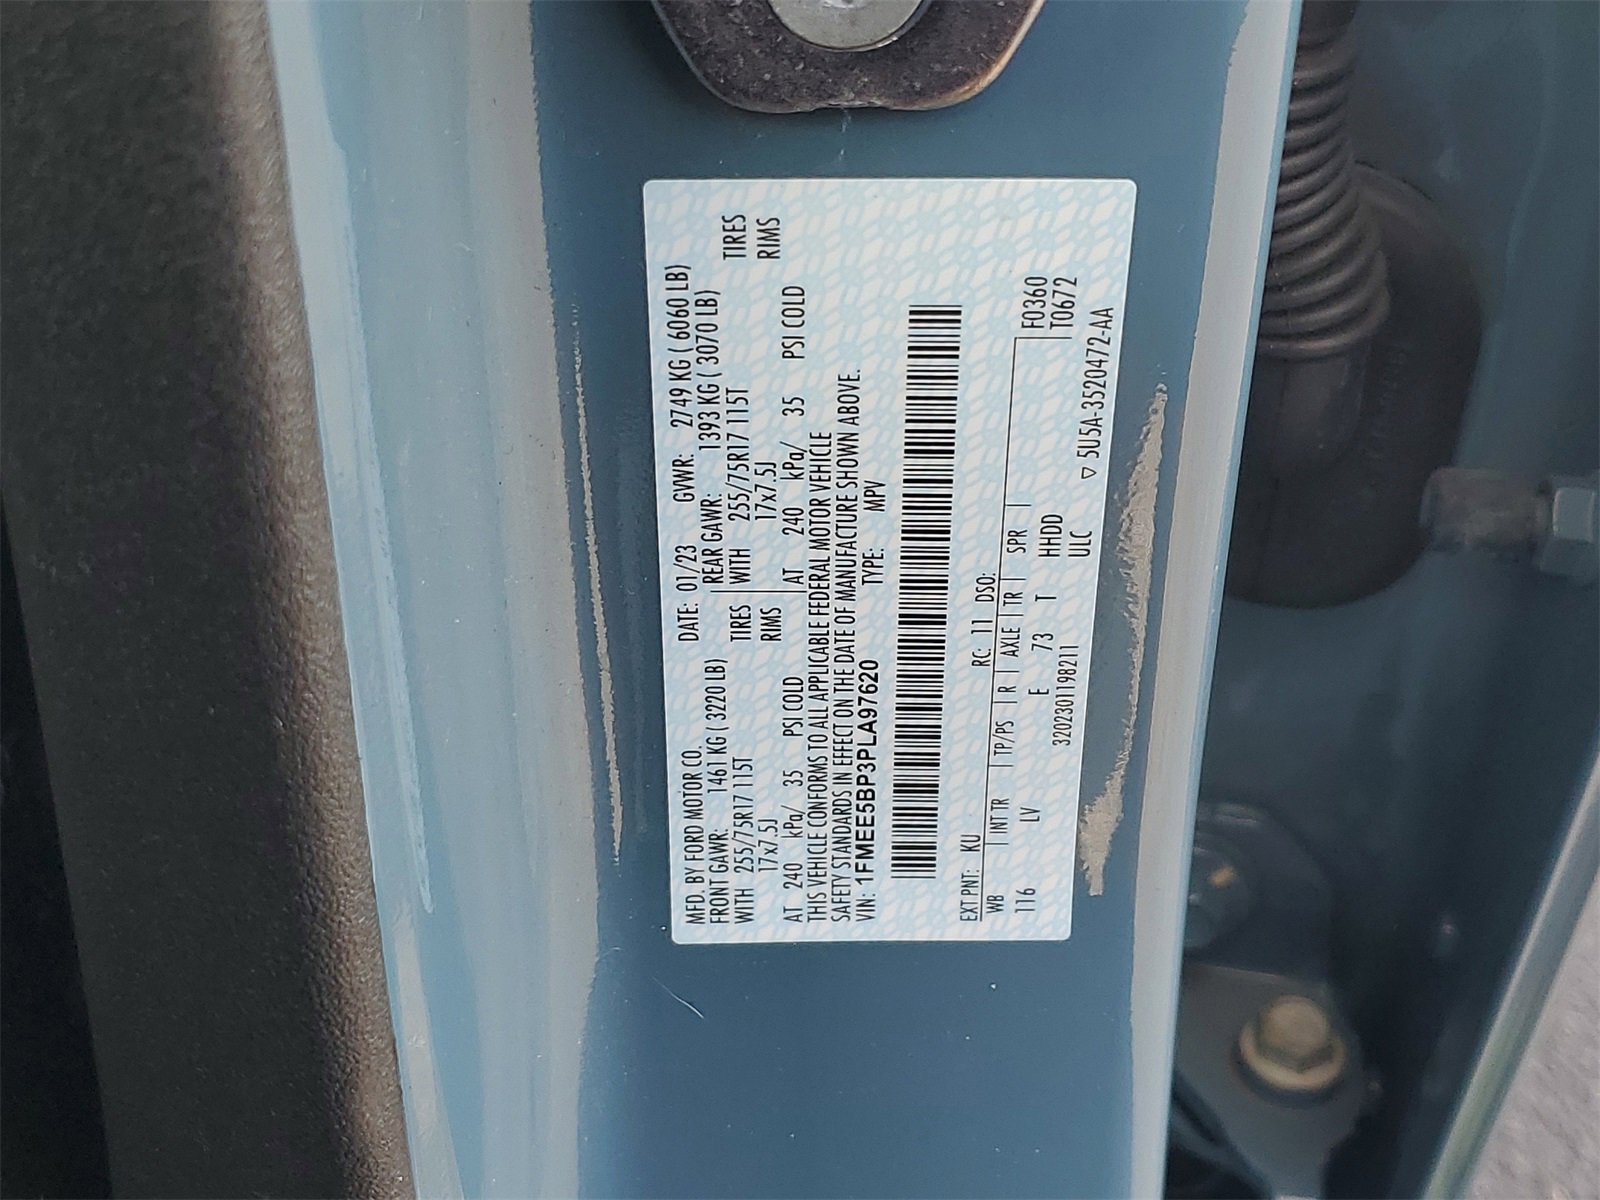 MFD. BY FORD MOTOR CO. DATE: 01/23 GVWR: 2749 KG ( 6060 LB)
FRONT GAWR: 1461 KG (3220 LB) REAR GAWR: 1393 KG ( 3070 LB)
WITH 255/75R17 115T TIRES WITH 255/75R17 115T TIRES
17x7.5J RIMS 17x7.5J RIMS
AT 240 kPa/ 35 PSI COLD AT 240 kPa/ 35 PSI COLD
THIS VEHICLE CONFORMS TO ALL APPLICABLE FEDERAL MOTOR VEHICLE
SAFETY STANDARDS IN EFFECT ON THE DATE OF MANUFACTURE SHOWN ABOVE.
VIN: 1FMEE5BP3PLA97620 TYPE: MPV
EXT PNT: KU RC: 11 DSO: F0360
WB INT TR TP/PS R AXLE TR SPR T0672
116 LV E 73 T HHDD
3202301198211 ULC ▽ 5U5A-3520472-AA